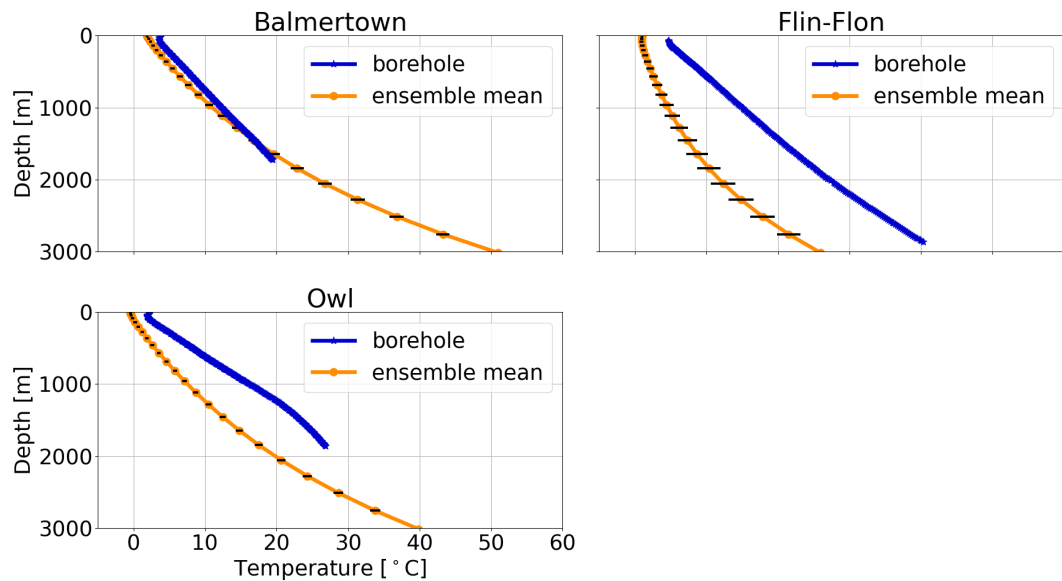 Balmertown
Flin-Flon
0
1000
2000
3000
Depth [m]
borehole
ensemble mean
borehole
ensemble mean
Owl
0
1000
2000
3000
Depth [m]
borehole
ensemble mean
0 10 20 30 40 50 60
Temperature [°C]